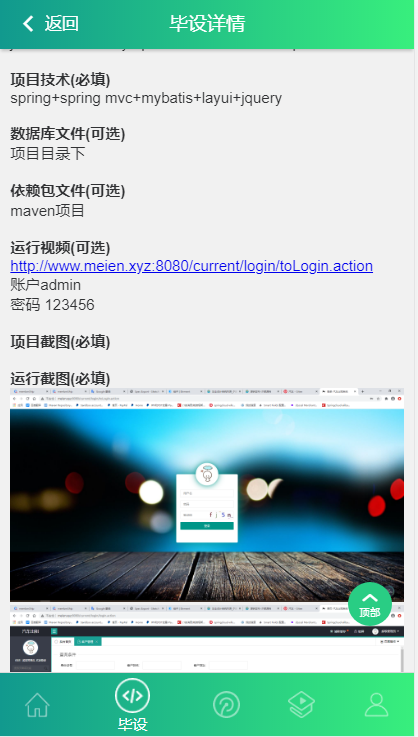 返回
毕设详情
项目技术(必填)
spring+spring mvc+mybatis+layui+jquery
数据库文件(可选)
项目目录下
依赖包文件(可选)
maven项目
运行视频(可选)
http://www.meien.xyz:8080/current/login/toLogin.action
账户admin
密码 123456
项目截图(必填)
运行截图(必填)
顶部
毕设